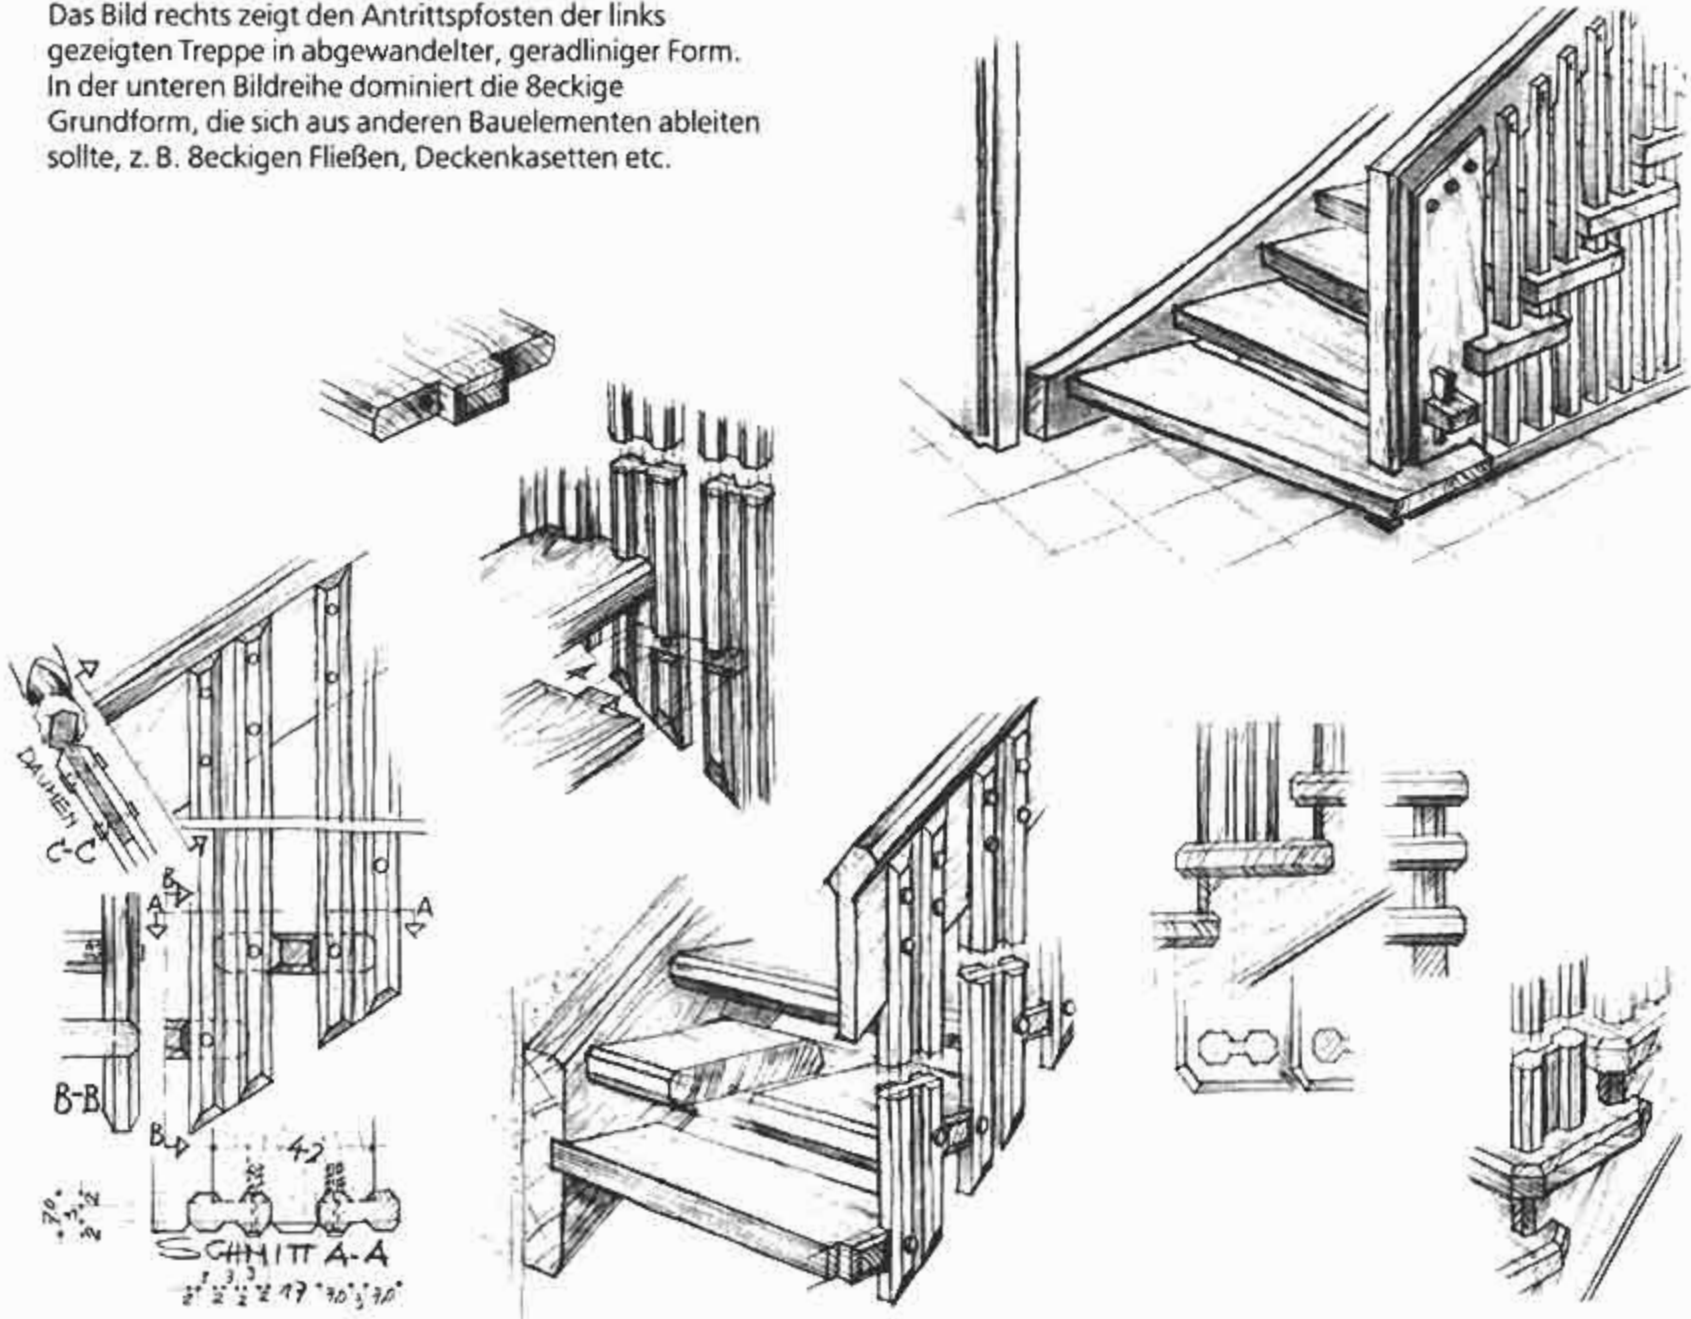 Das Bild rechts zeigt den Antrittspfosten der links
gezeigten Treppe in abgewandelter, geradliniger Form.
In der unteren Bildreihe dominiert die 8eckige
Grundform, die sich aus anderen Bauelementen ableiten
sollte, z. B. 8eckigen Fließen, Deckenkasetten etc.
DAUMEN
C-C
B
A
A
B-B
B
42
SCHNITT A-A
17